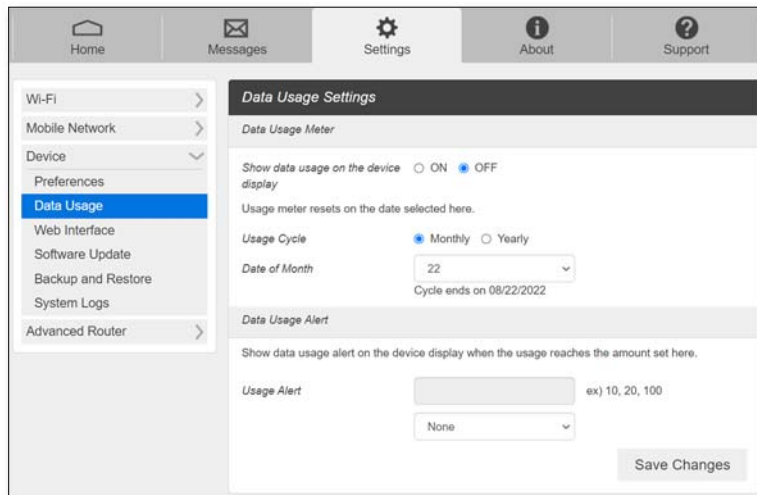 Home
Messages
Settings
About
Support
Wi-Fi
Mobile Network
Device
Preferences
Data Usage
Web Interface
Software Update
Backup and Restore
System Logs
Advanced Router
Data Usage Settings
Data Usage Meter
Show data usage on the device
display
ON OFF
Usage meter resets on the date selected here.
Usage Cycle
Monthly Yearly
Date of Month
22
Cycle ends on 08/22/2022
Data Usage Alert
Show data usage alert on the device display when the usage reaches the amount set here.
Usage Alert
ex) 10, 20, 100
None
Save Changes